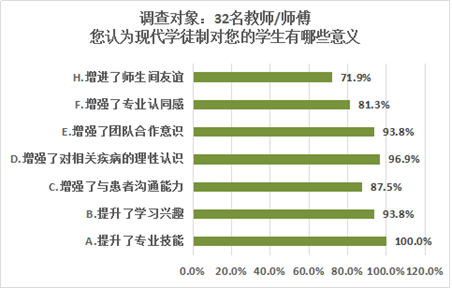 调查对象：32名教师/师傅
您认为现代学徒制对您的学生有哪些意义
H.增进了师生间友谊 71.9%
F.增强了专业认同感 81.3%
E.增强了团队合作意识 93.8%
D.增强了对相关疾病的理性认识 96.9%
C.增强了与患者沟通能力 87.5%
B.提升了学习兴趣 93.8%
A.提升了专业技能 100.0%
0.0% 20.0% 40.0% 60.0% 80.0% 100.0% 120.0%